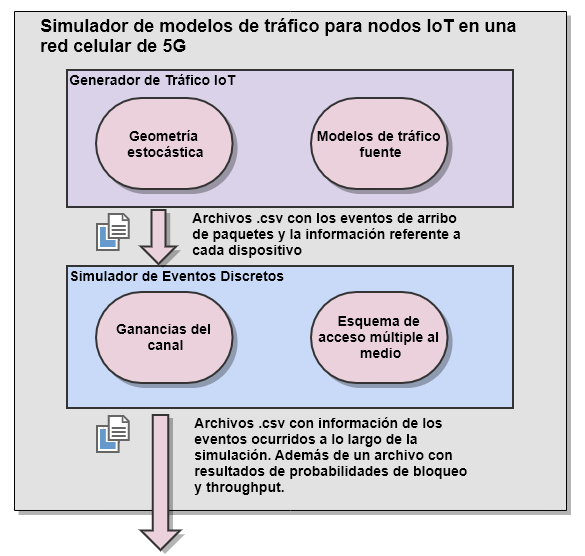 Simulador de modelos de tráfico para nodos IoT en una
red celular de 5G
Generador de Tráfico IoT
Geometría
estocástica
Modelos de tráfico
fuente
Archivos .csv con los eventos de arribo
de paquetes y la información referente a
cada dispositivo
Simulador de Eventos Discretos
Ganancias del
canal
Esquema de
acceso múltiple al
medio
Archivos .csv con información de los
eventos ocurridos a lo largo de la
simulación. Además de un archivo con
resultados de probabilidades de bloqueo
y throughput.